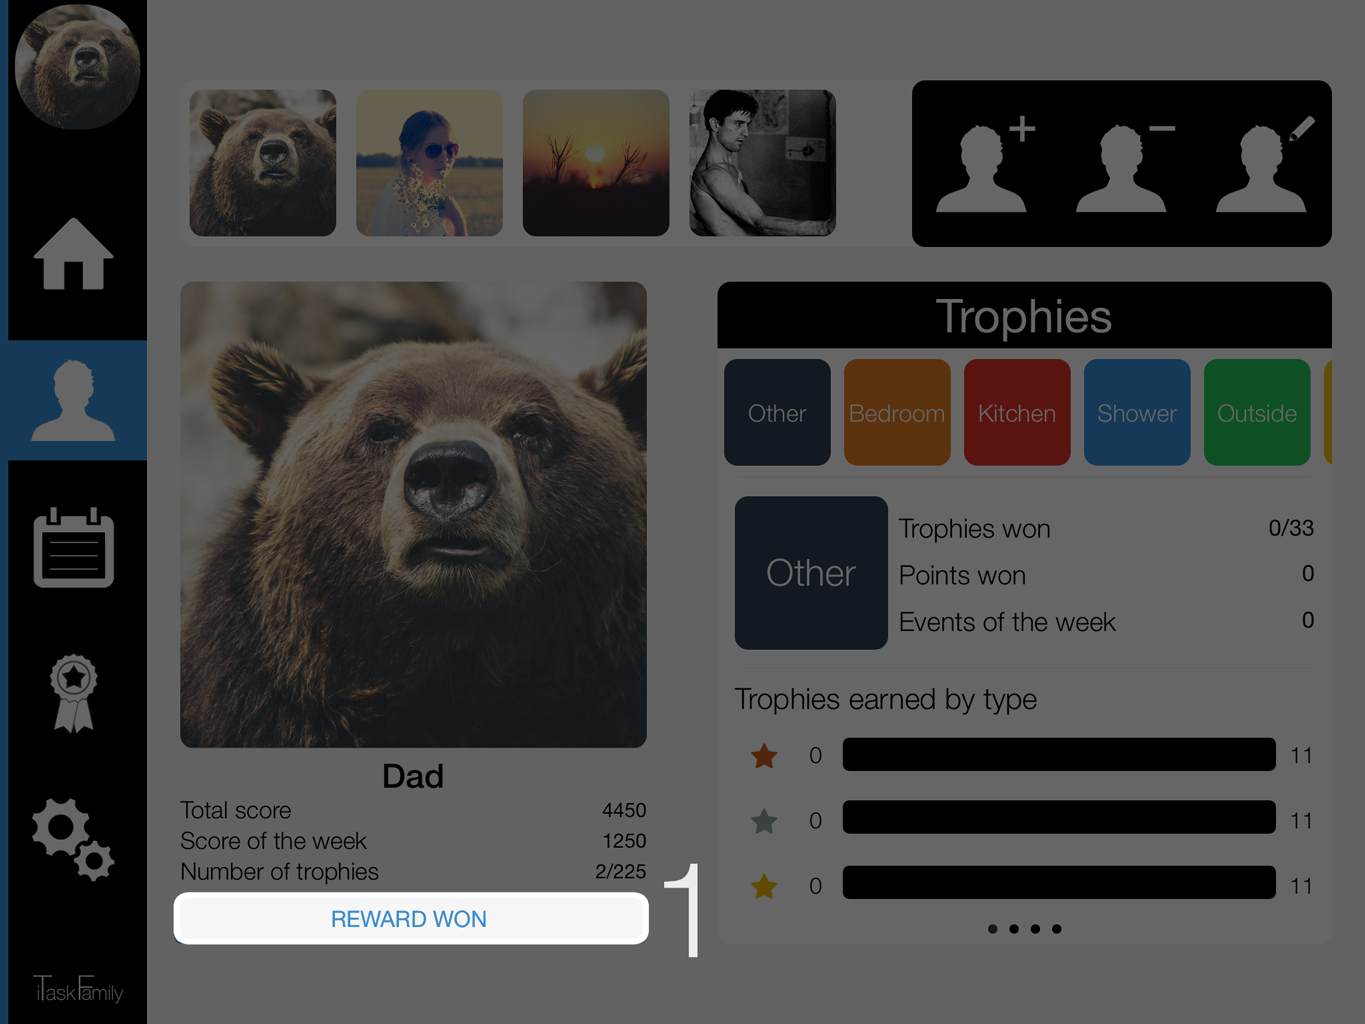 Trophies
Other
Bedroom
Kitchen
Shower
Outside
Other
Trophies won 0/33
Points won 0
Events of the week 0
Trophies earned by type
0 11
0 11
0 11
Dad
Total score 4450
Score of the week 1250
Number of trophies 2/225
REWARD WON
1
iTaskFamily